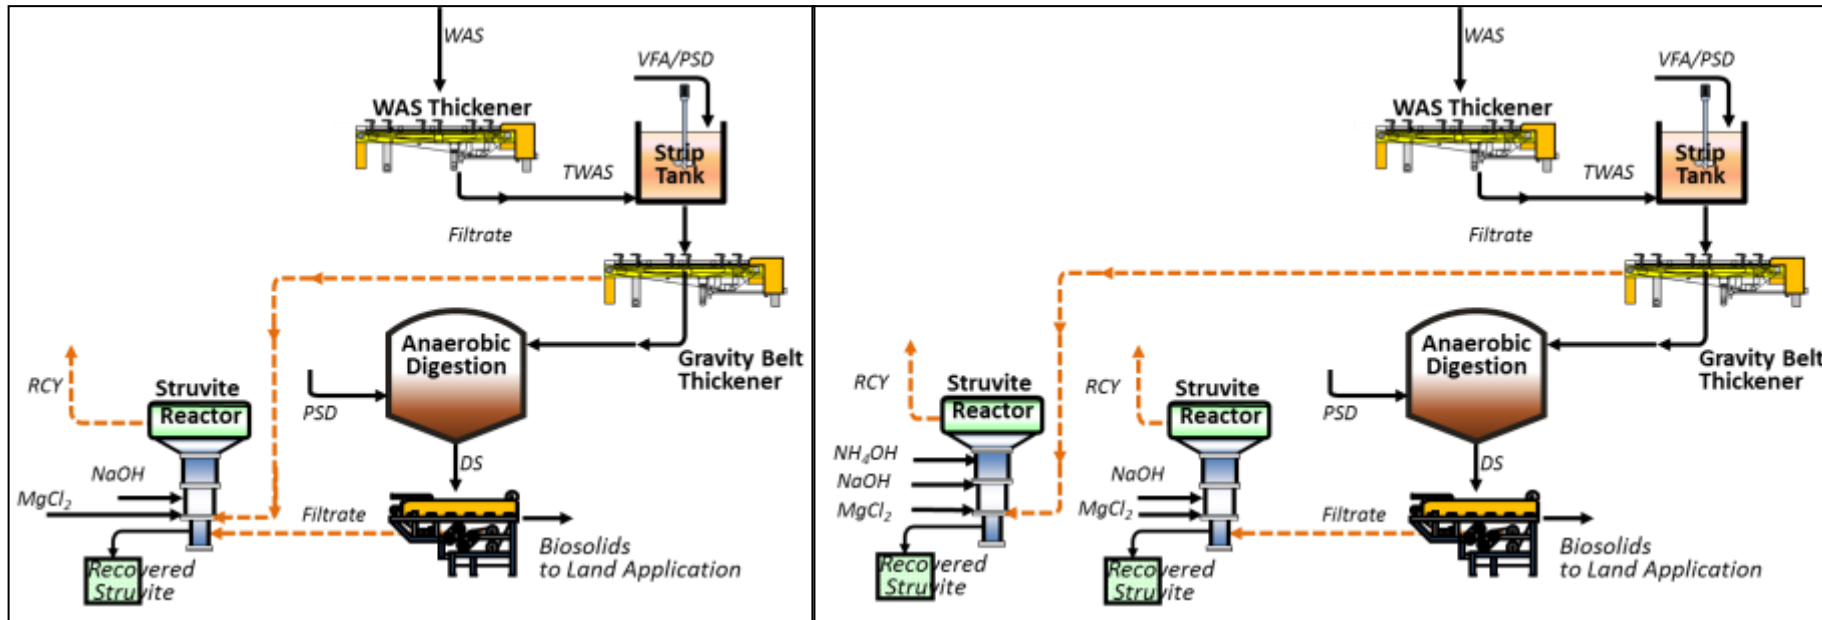 WAS
VFA/PSD
WAS Thickener
Strip
Tank
TWAS
Filtrate
Anaerobic
Digestion
Gravity Belt
Thickener
RCY
Struvite
Reactor
PSD
DS
NaOH
MgCl₂
Filtrate
Recovered
Struvite
Biosolids
to Land Application
WAS
VFA/PSD
WAS Thickener
Strip
Tank
TWAS
Filtrate
Anaerobic
Digestion
Gravity Belt
Thickener
RCY
Struvite
Reactor
RCY
Struvite
Reactor
PSD
DS
NH₄OH
NaOH
MgCl₂
NaOH
MgCl₂
Filtrate
Recovered
Struvite
Recovered
Struvite
Biosolids
to Land Application